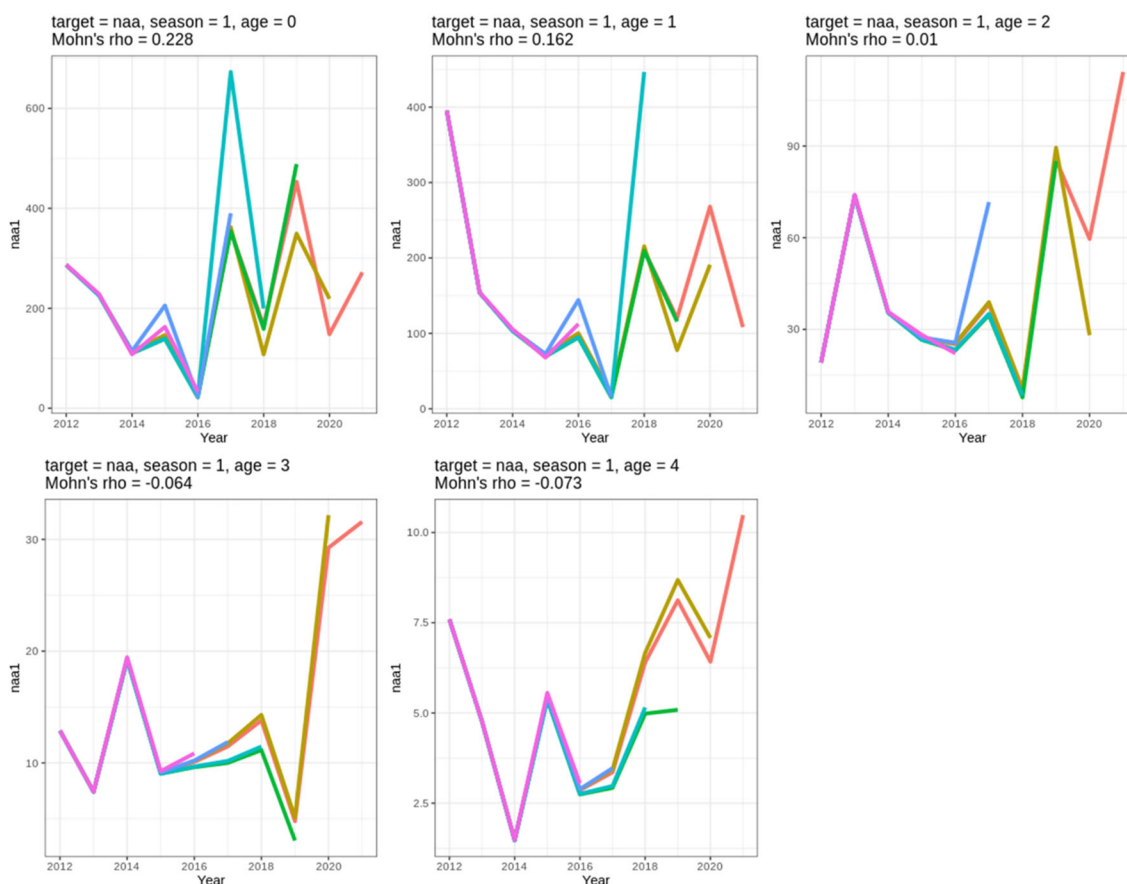 target = naa, season = 1, age = 0
Mohn's rho = 0.228
600
400
200
0
naa1
2012
2014
2016
2018
2020
Year
target = naa, season = 1, age = 1
Mohn's rho = 0.162
400
300
200
100
0
naa1
2012
2014
2016
2018
2020
Year
target = naa, season = 1, age = 2
Mohn's rho = 0.01
90
60
30
naa1
2012
2014
2016
2018
2020
Year
target = naa, season = 1, age = 3
Mohn's rho = -0.064
30
20
10
naa1
2012
2014
2016
2018
2020
Year
target = naa, season = 1, age = 4
Mohn's rho = -0.073
10.0
7.5
5.0
2.5
naa1
2012
2014
2016
2018
2020
Year